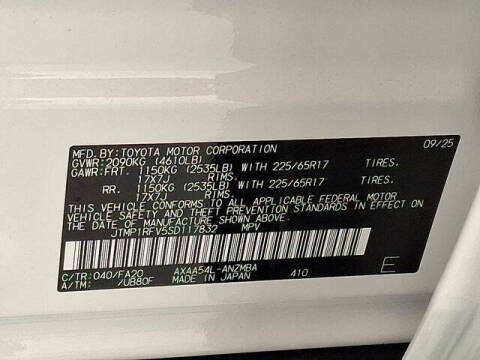 MFD.BY:TOYOTA MOTOR CORPORATION 09/25
GVWR:2090KG (4610LB)
GAWR:FRT. 1150KG (2535LB) WITH 225/65R17 TIRES.
17X7J RIMS.
RR. 1150KG (2535LB) WITH 225/65R17 TIRES.
17X7J RIMS.
THIS VEHICLE CONFORMS TO ALL APPLICABLE FEDERAL MOTOR
VEHICLE SAFETY AND THEFT PREVENTION STANDARDS IN EFFECT ON
THE DATE OF MANUFACTURE SHOWN ABOVE.
JTMP1RFV5SD117832 MPV
C/TR:040/FA20 AXAA54L-ANZMBA 410 E
A/TM: /UB80F MADE IN JAPAN